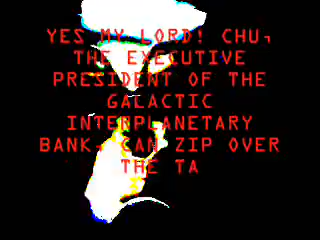 YES MY LORD! CHU,
THE EXECUTIVE
PRESIDENT OF THE
GALACTIC
INTERPLANETARY
BANK, CAN ZIP OVER
THE TA